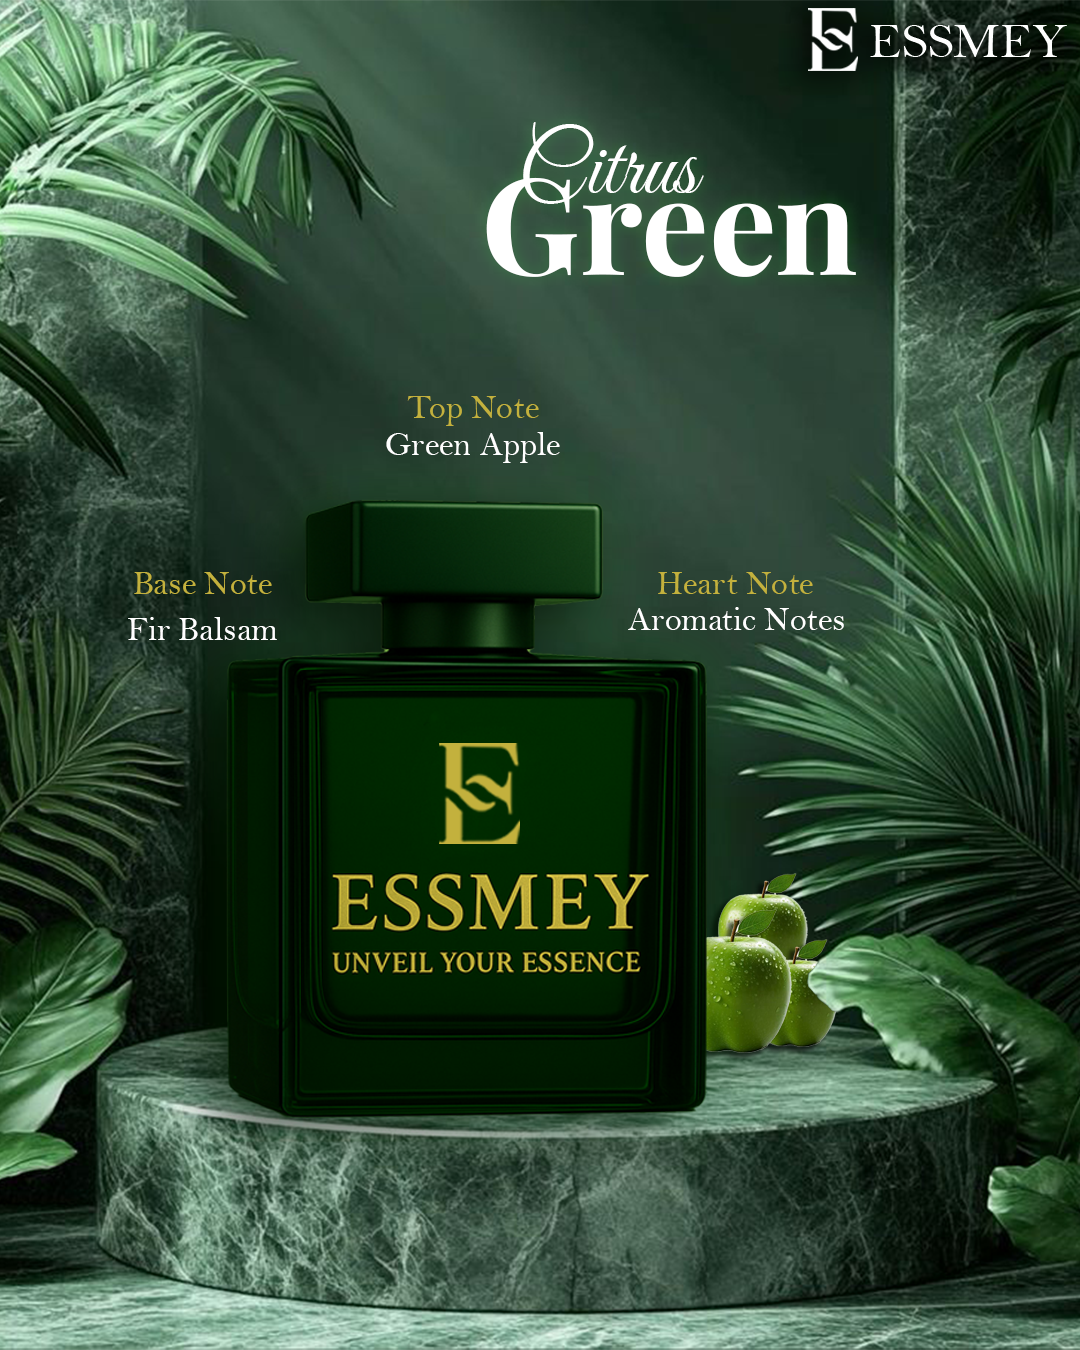 ESSMEY
Citrus
Green
Top Note
Green Apple
Base Note
Fir Balsam
Heart Note
Aromatic Notes
ESSMEY
UNVEIL YOUR ESSENCE